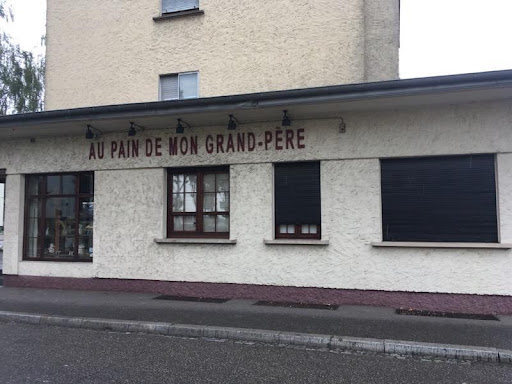 AU PAIN DE MON GRAND-PÈRE